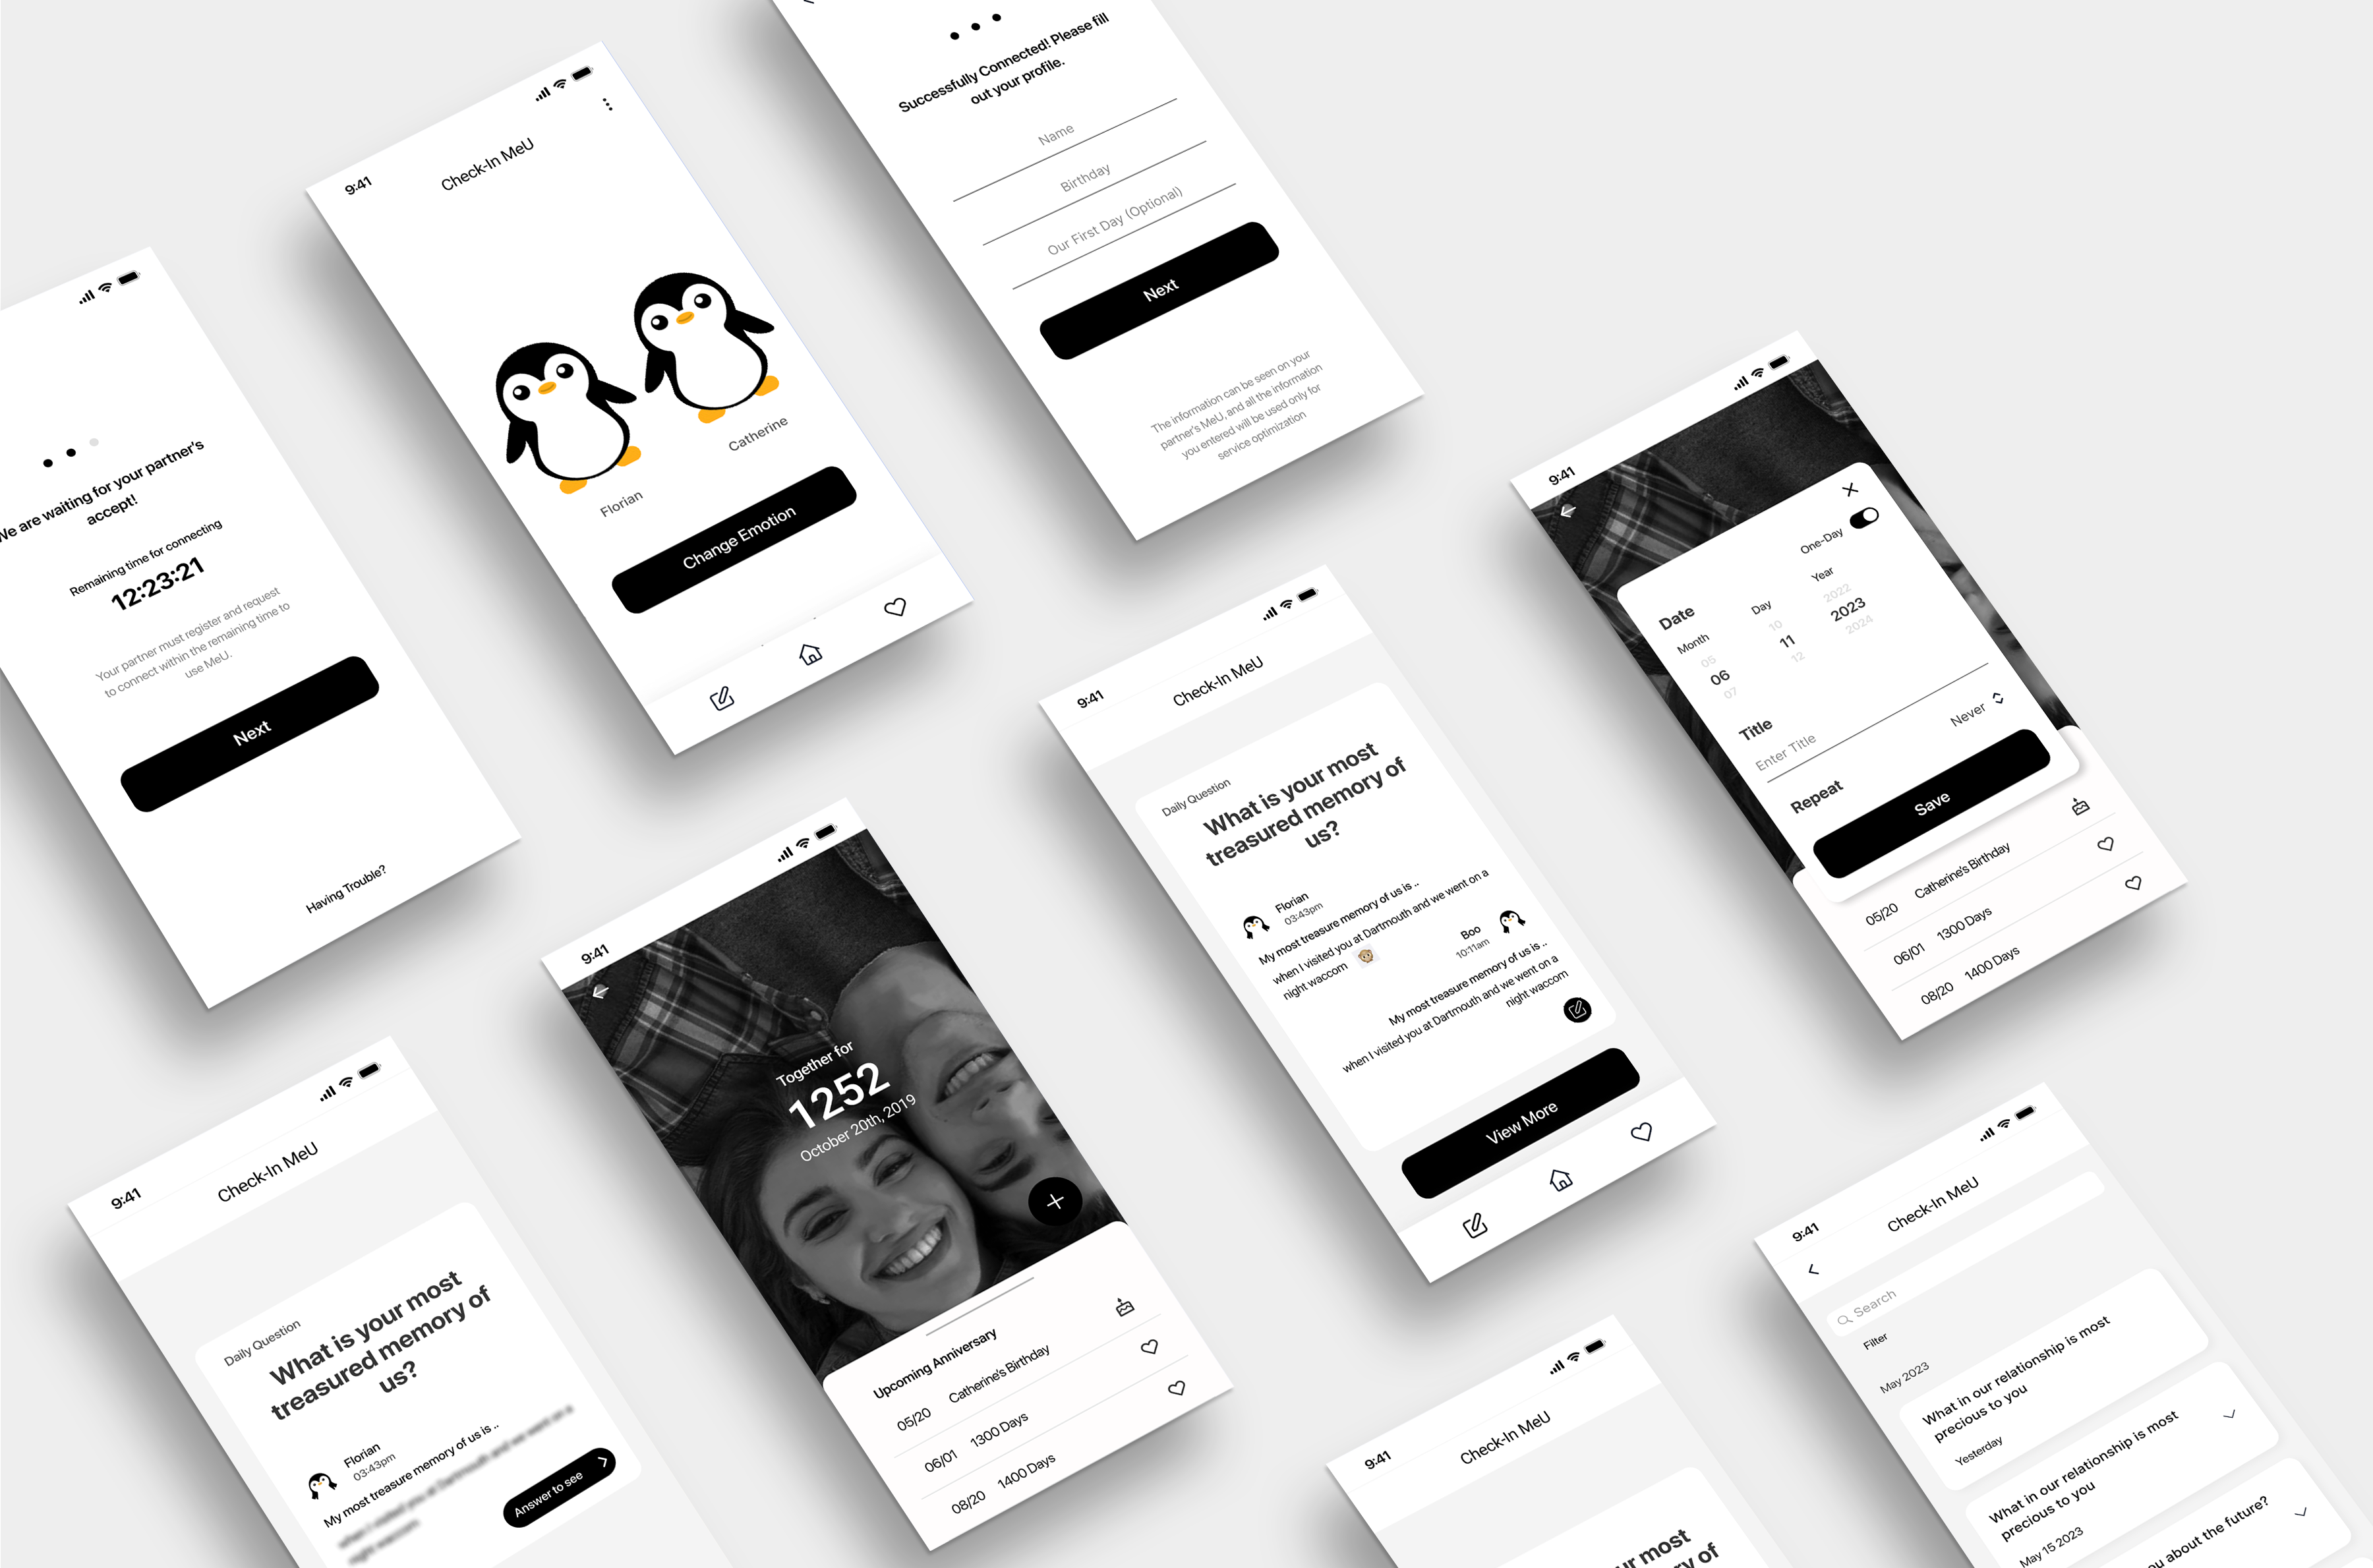 We are waiting for your partner's
accept!
Remaining time for connecting
12:23:21
Your partner must register and request
to connect within the remaining time to
use MeU.
Next
Having Trouble?
9:41
Check-In MeU
Florian
Catherine
Change Emotion
Successfully Connected! Please fill
out your profile.
Name
Birthday
Our First Day (Optional)
Next
The information can be seen on your
partner's MeU, and all the information
you entered will be used only for
service optimization
9:41
One-Day
Date
Month
Day
Year
05
10
2022
06
11
2023
07
12
2024
Title
Enter Title
Repeat
Never
Save
05/20 Catherine's Birthday
06/01 1300 Days
08/20 1400 Days
9:41
Check-In MeU
Daily Question
What is your most
treasured memory of
us?
Florian
03:43pm
My most treasure memory of us is ..
when I visited you at Dartmouth and we went on a
night waccom
Boo
10:11am
My most treasure memory of us is ..
when I visited you at Dartmouth and we went on a
night waccom
View More
9:41
Together for
1252
October 20th, 2019
Upcoming Anniversary
05/20 Catherine's Birthday
06/01 1300 Days
08/20 1400 Days
9:41
Check-In MeU
Daily Question
What is your most
treasured memory of
us?
Florian
03:43pm
My most treasure memory of us is ..
when I visited you at Dartmouth and we went on a
night waccom
Answer to see
9:41
Check-In MeU
most
of
9:41
Check-In MeU
Search
Filter
May 2023
What in our relationship is most
precious to you
Yesterday
What in our relationship is most
precious to you
May 15 2023
about the future?